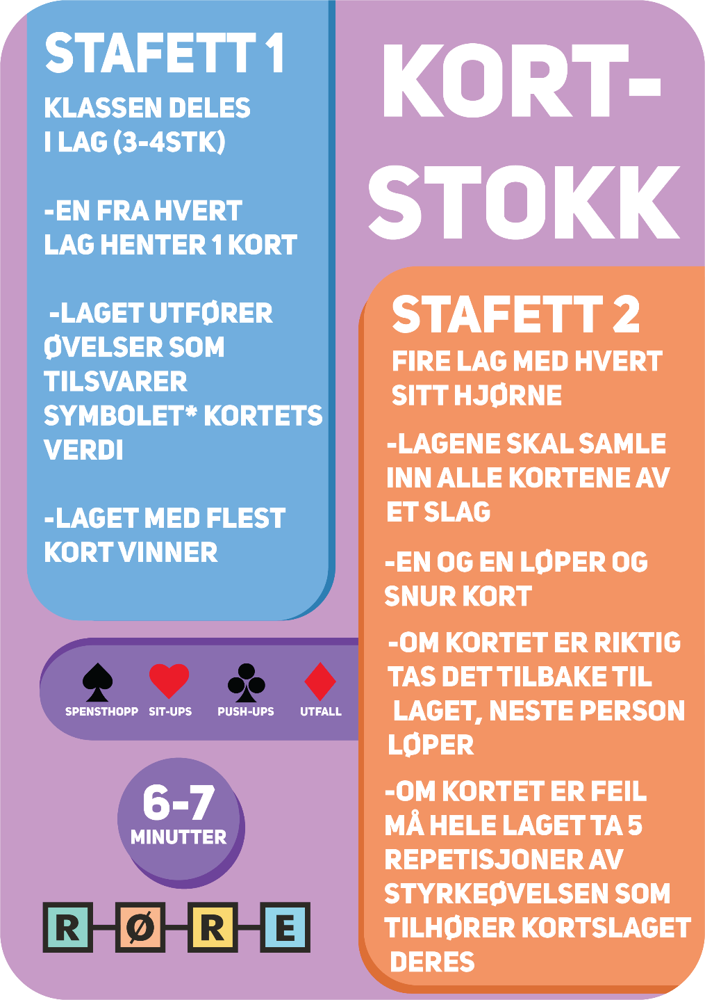 KORT-
STOKK
STAFETT 1
KLASSEN DELES
I LAG (3-4STK)
-EN FRA HVERT
LAG HENTER 1 KORT
-LAGET UTFØRER
ØVELSER SOM
TILSVARER
SYMBOLET* KORTETS
VERDI
-LAGET MED FLEST
KORT VINNER
SPENSTHOPP SIT-UPS PUSH-UPS UTFALL
6-7
MINUTTER
RØRE
STAFETT 2
FIRE LAG MED HVERT
SITT HJØRNE
-LAGENE SKAL SAMLE
INN ALLE KORTENE AV
ET SLAG
-EN OG EN LØPER OG
SNUR KORT
-OM KORTET ER RIKTIG
TAS DET TILBAKE TIL
LAGET, NESTE PERSON
LØPER
-OM KORTET ER FEIL
MÅ HELE LAGET TA 5
REPETISJONER AV
STYRKEØVELSEN SOM
TILHØRER KORTSLAGET
DERES